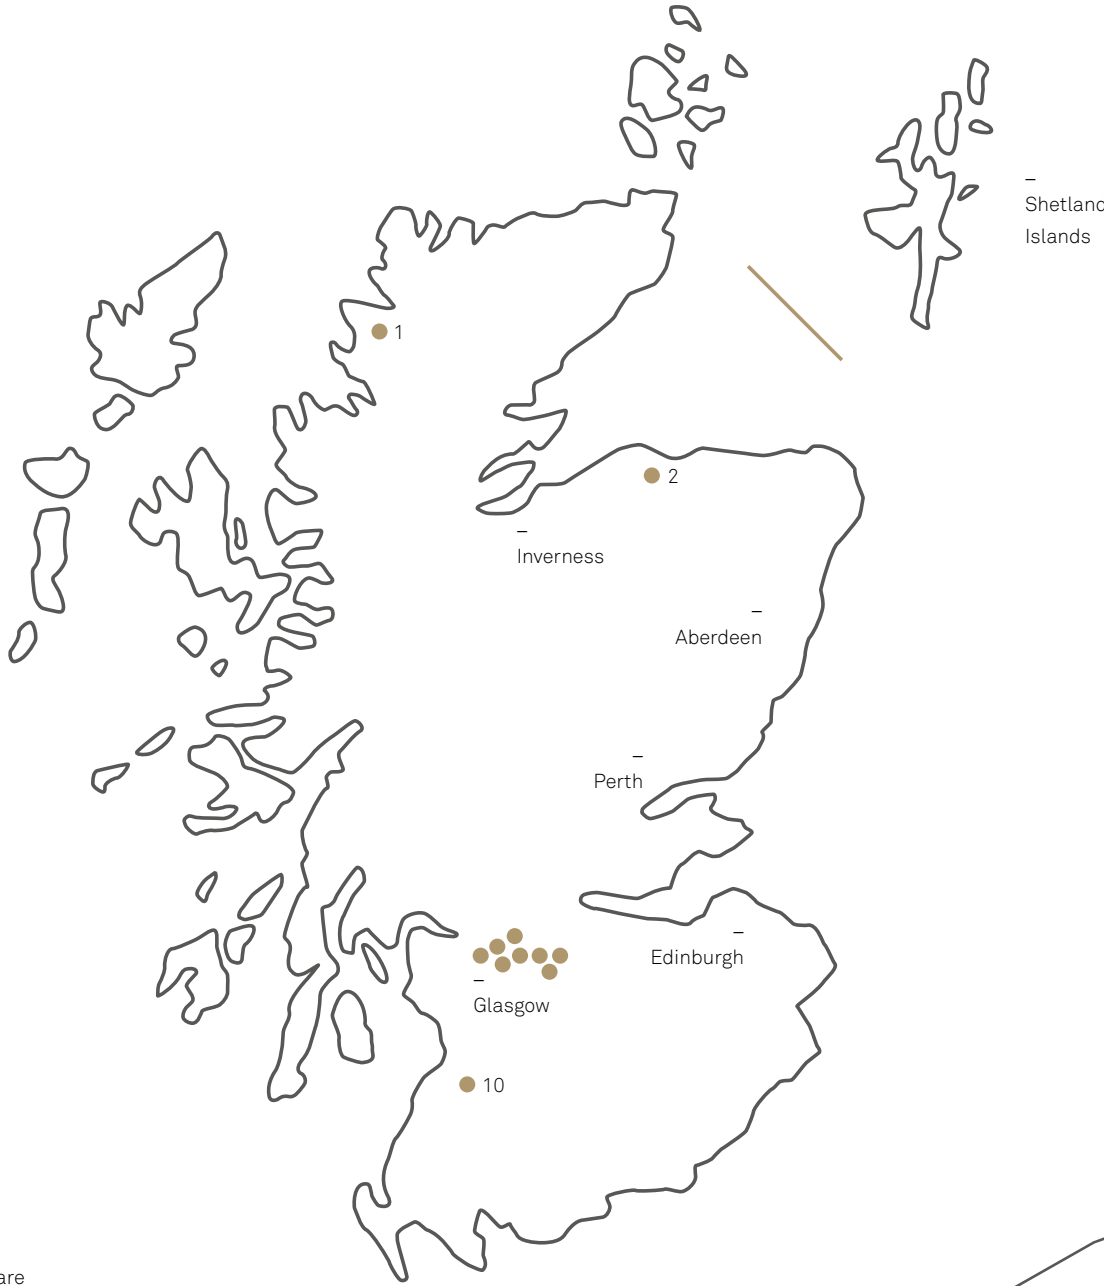 Shetland
Islands
1
2
Inverness
Aberdeen
Perth
Edinburgh
Glasgow
10
are